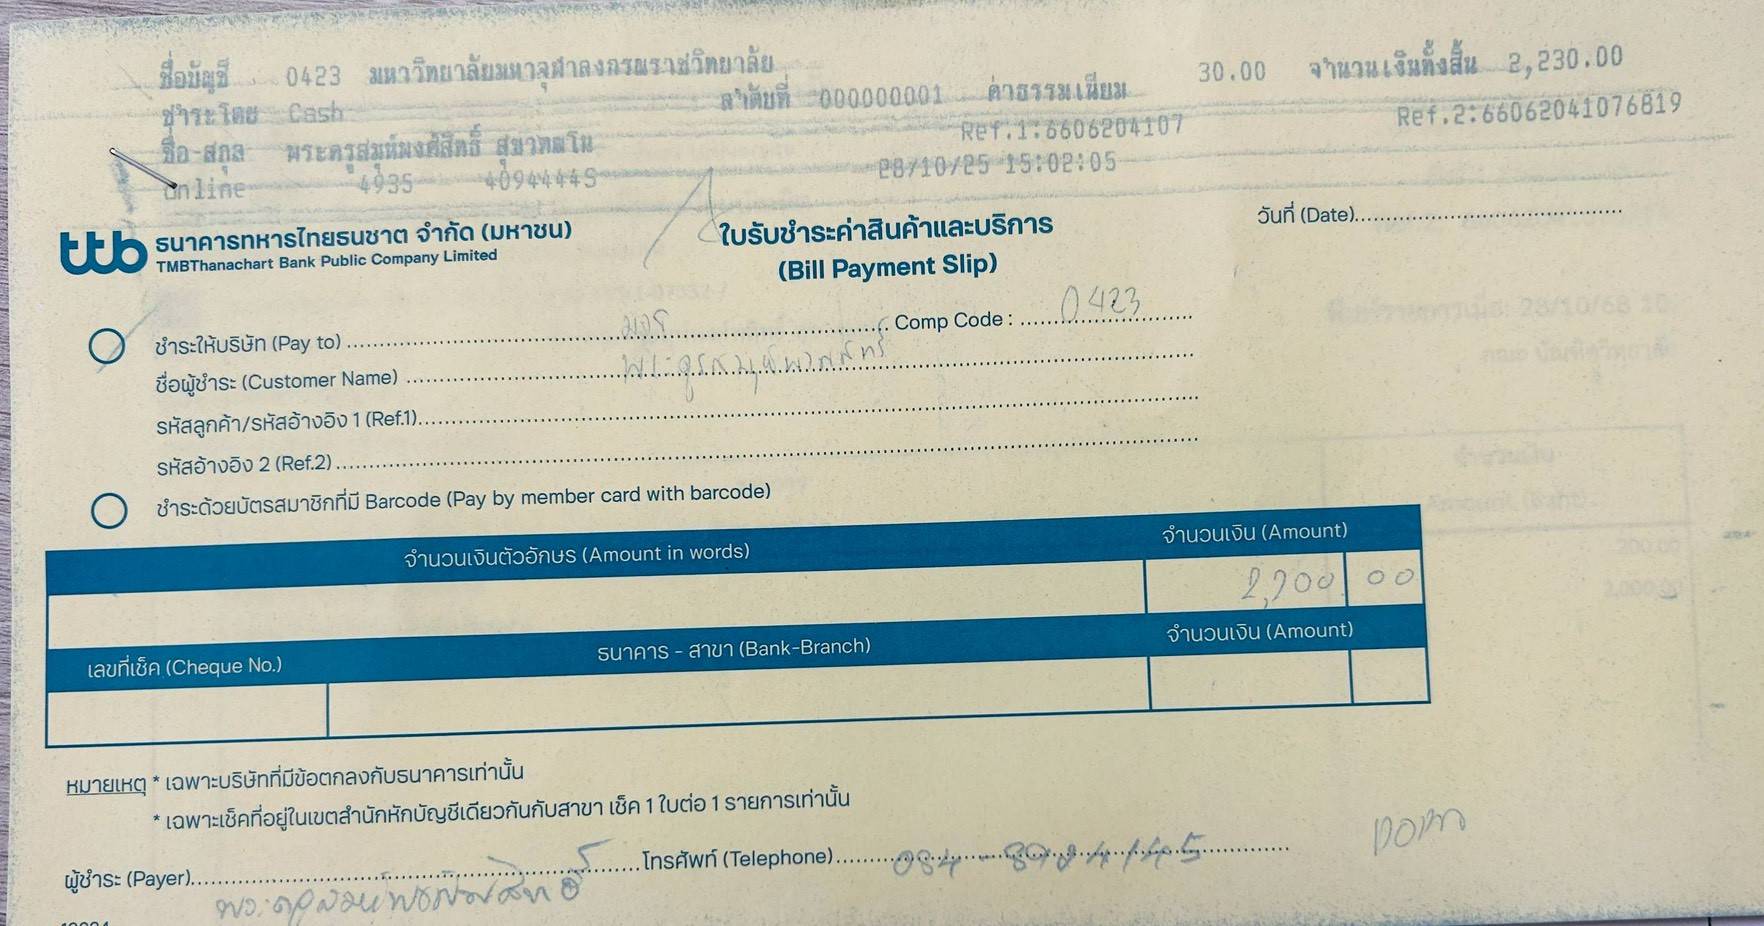 ชื่อบัญชี 0423 มหาวิทยาลัยมหาจุฬาลงกรณราชวิทยาลัย
ลำดับที่ 000000001 ค่าธรรมเนียม 30.00 จำนวนเงินทั้งสิ้น 2,230.00
ชำระโดย Cash
Ref.1:6606204107 Ref.2:66062041076819
ชื่อ-สกุล
Online 4935 28/10/25 15:02:05
ttb ธนาคารทหารไทยธนชาต จำกัด (มหาชน)
TMBThanachart Bank Public Company Limited
ใบรับชำระค่าสินค้าและบริการ
(Bill Payment Slip)
วันที่ (Date)
ชำระให้บริษัท (Pay to) มจร Comp Code : 0423
ชื่อผู้ชำระ (Customer Name)
รหัสลูกค้า/รหัสอ้างอิง 1 (Ref.1)
รหัสอ้างอิง 2 (Ref.2)
ชำระด้วยบัตรสมาชิกที่มี Barcode (Pay by member card with barcode)
จำนวนเงินตัวอักษร (Amount in words) จำนวนเงิน (Amount)
2,200 00
เลขที่เช็ค (Cheque No.) ธนาคาร - สาขา (Bank-Branch) จำนวนเงิน (Amount)
หมายเหตุ * เฉพาะบริษัทที่มีข้อตกลงกับธนาคารเท่านั้น
* เฉพาะเช็คที่อยู่ในเขตสำนักหักบัญชีเดียวกันกับสาขา เช็ค 1 ใบต่อ 1 รายการเท่านั้น
ผู้ชำระ (Payer) โทรศัพท์ (Telephone)